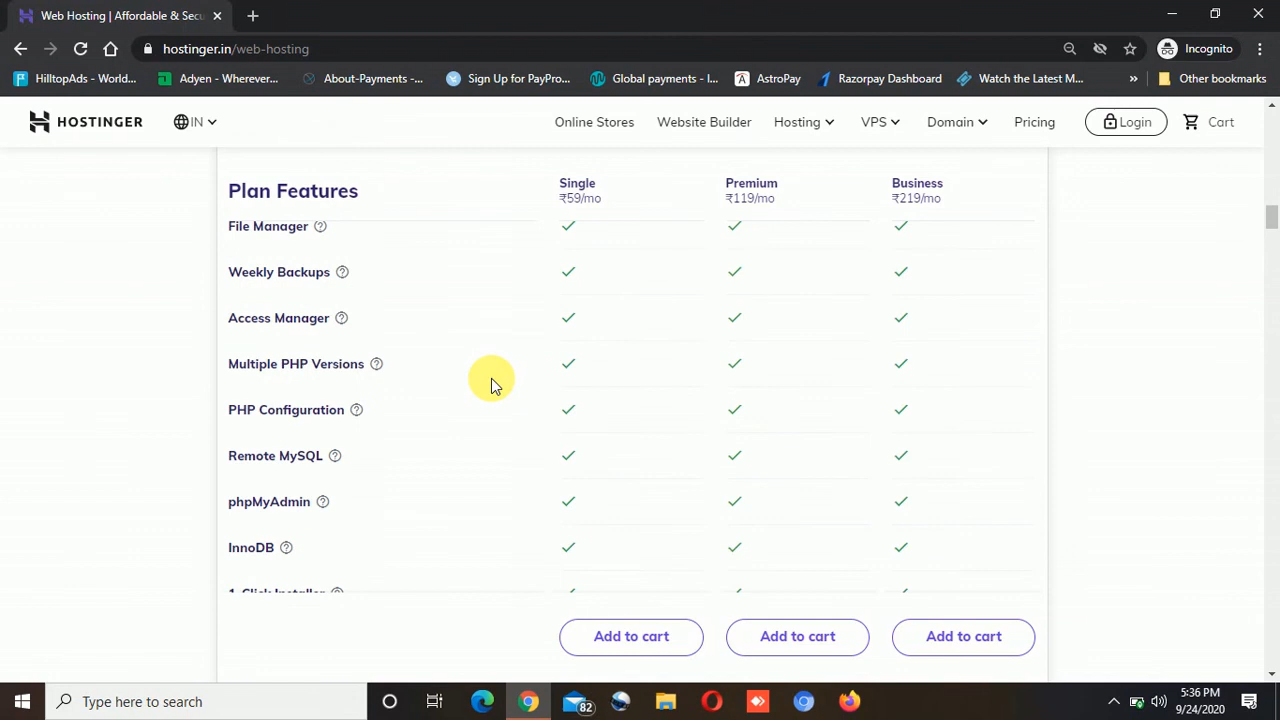 Web Hosting | Affordable & Secu
hostinger.in/web-hosting
Incognito
HilltopAds - World...
Adyen - Wherever...
About-Payments -...
Sign Up for PayPro...
Global payments - I...
AstroPay
Razorpay Dashboard
Watch the Latest M...
Other bookmarks
HOSTINGER
IN
Online Stores
Website Builder
Hosting
VPS
Domain
Pricing
Login
Cart
Plan Features
Single
₹59/mo
Premium
₹119/mo
Business
₹219/mo
File Manager
Weekly Backups
Access Manager
Multiple PHP Versions
PHP Configuration
Remote MySQL
phpMyAdmin
InnoDB
1-Click Installer
Add to cart
Add to cart
Add to cart
Type here to search
82
5:36 PM
9/24/2020